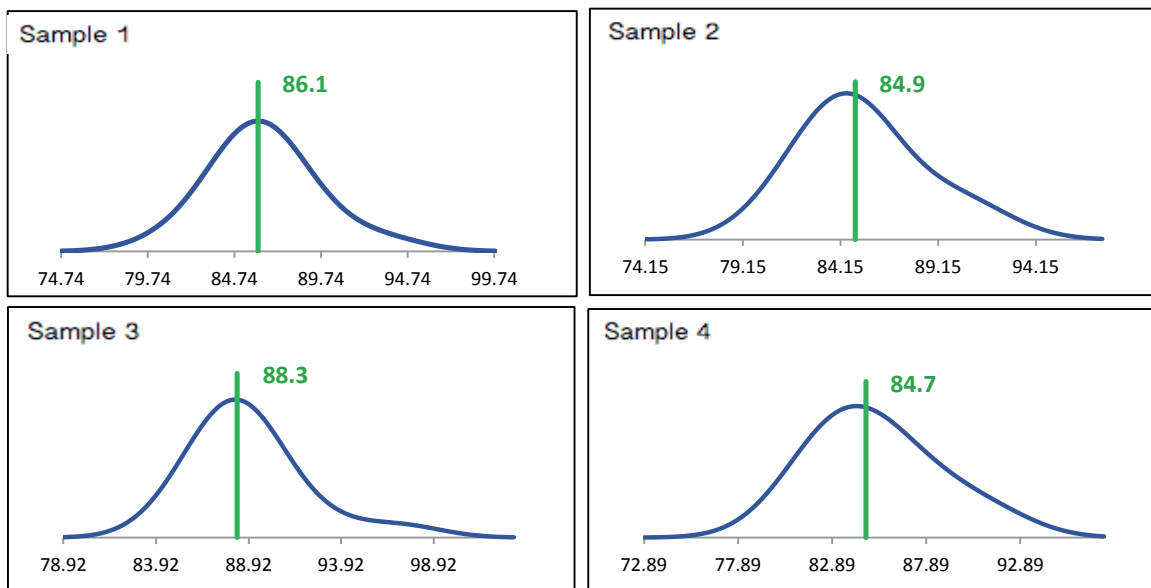 Sample 1
86.1
74.74 79.74 84.74 89.74 94.74 99.74
Sample 2
84.9
74.15 79.15 84.15 89.15 94.15
Sample 3
88.3
78.92 83.92 88.92 93.92 98.92
Sample 4
84.7
72.89 77.89 82.89 87.89 92.89